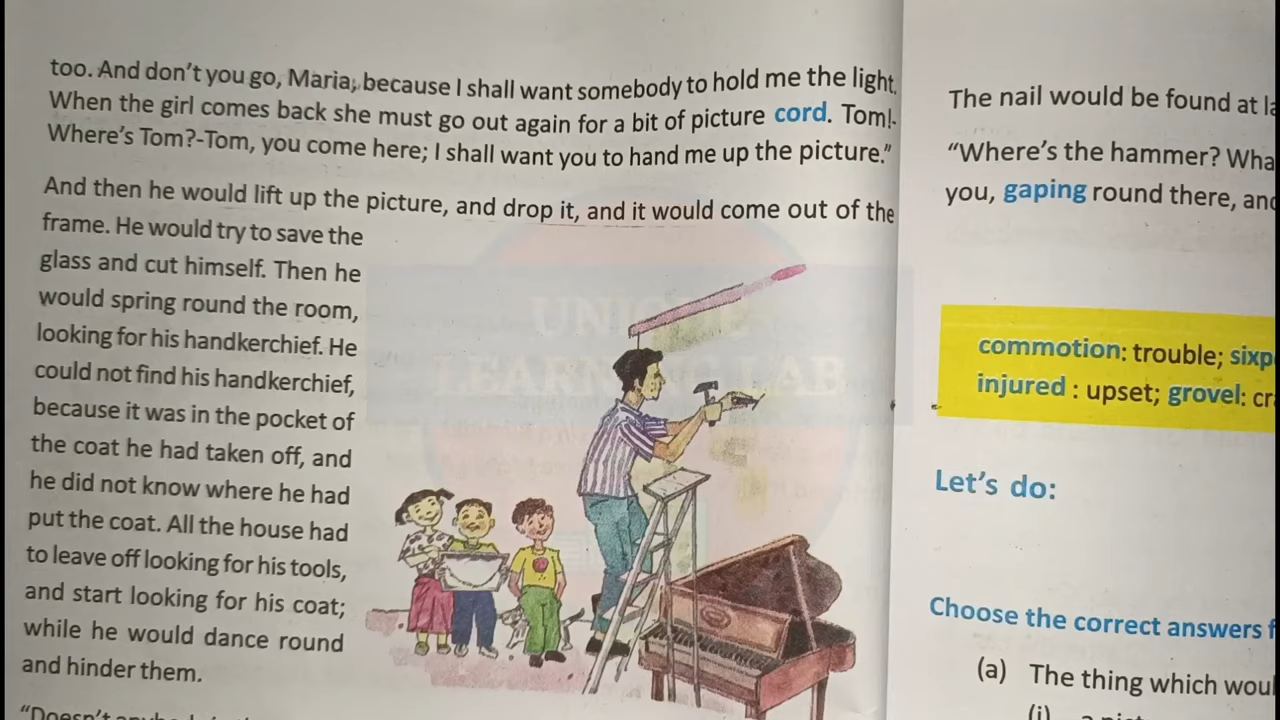 too. And don't you go, Maria, because I shall want somebody to hold me the light.
When the girl comes back she must go out again for a bit of picture cord. Tom!-
Where's Tom?-Tom, you come here; I shall want you to hand me up the picture."
And then he would lift up the picture, and drop it, and it would come out of the
frame. He would try to save the
glass and cut himself. Then he
would spring round the room,
looking for his handkerchief. He
could not find his handkerchief,
because it was in the pocket of
the coat he had taken off, and
he did not know where he had
put the coat. All the house had
to leave off looking for his tools,
and start looking for his coat;
while he would dance round
and hinder them.
"Doesn't
UNIQUE
LEARNING LAB
The nail would be found at
"Where's the hammer?
you, gaping round there,
commotion: trouble;
injured : upset; grovel:
Let's do:
Choose the correct answers
(a) The thing which
(i) a